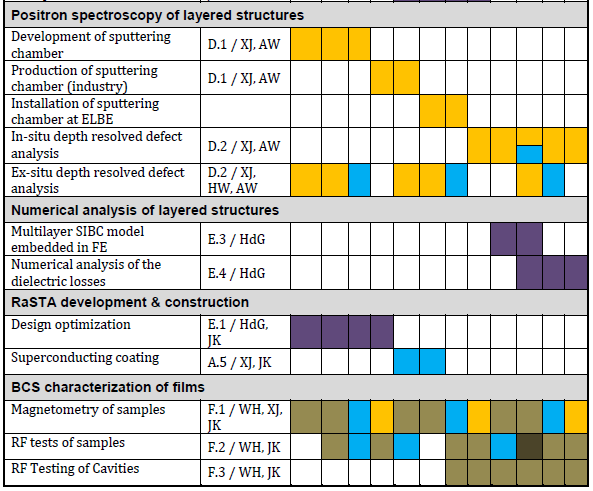 Positron spectroscopy of layered structures
Development of sputtering
chamber
D.1 / XJ, AW
Production of sputtering
chamber (industry)
D.1 / XJ, AW
Installation of sputtering
chamber at ELBE
In-situ depth resolved defect
analysis
D.2 / XJ, AW
Ex-situ depth resolved defect
analysis
D.2 / XJ,
HW, AW
Numerical analysis of layered structures
Multilayer SIBC model
embedded in FE
E.3 / HdG
Numerical analysis of the
dielectric losses
E.4 / HdG
RaSTA development & construction
Design optimization
E.1 / HdG,
JK
Superconducting coating
A.5 / XJ, JK
BCS characterization of films
Magnetometry of samples
F.1 / WH, XJ,
JK
RF tests of samples
F.2 / WH, JK
RF Testing of Cavities
F.3 / WH, JK